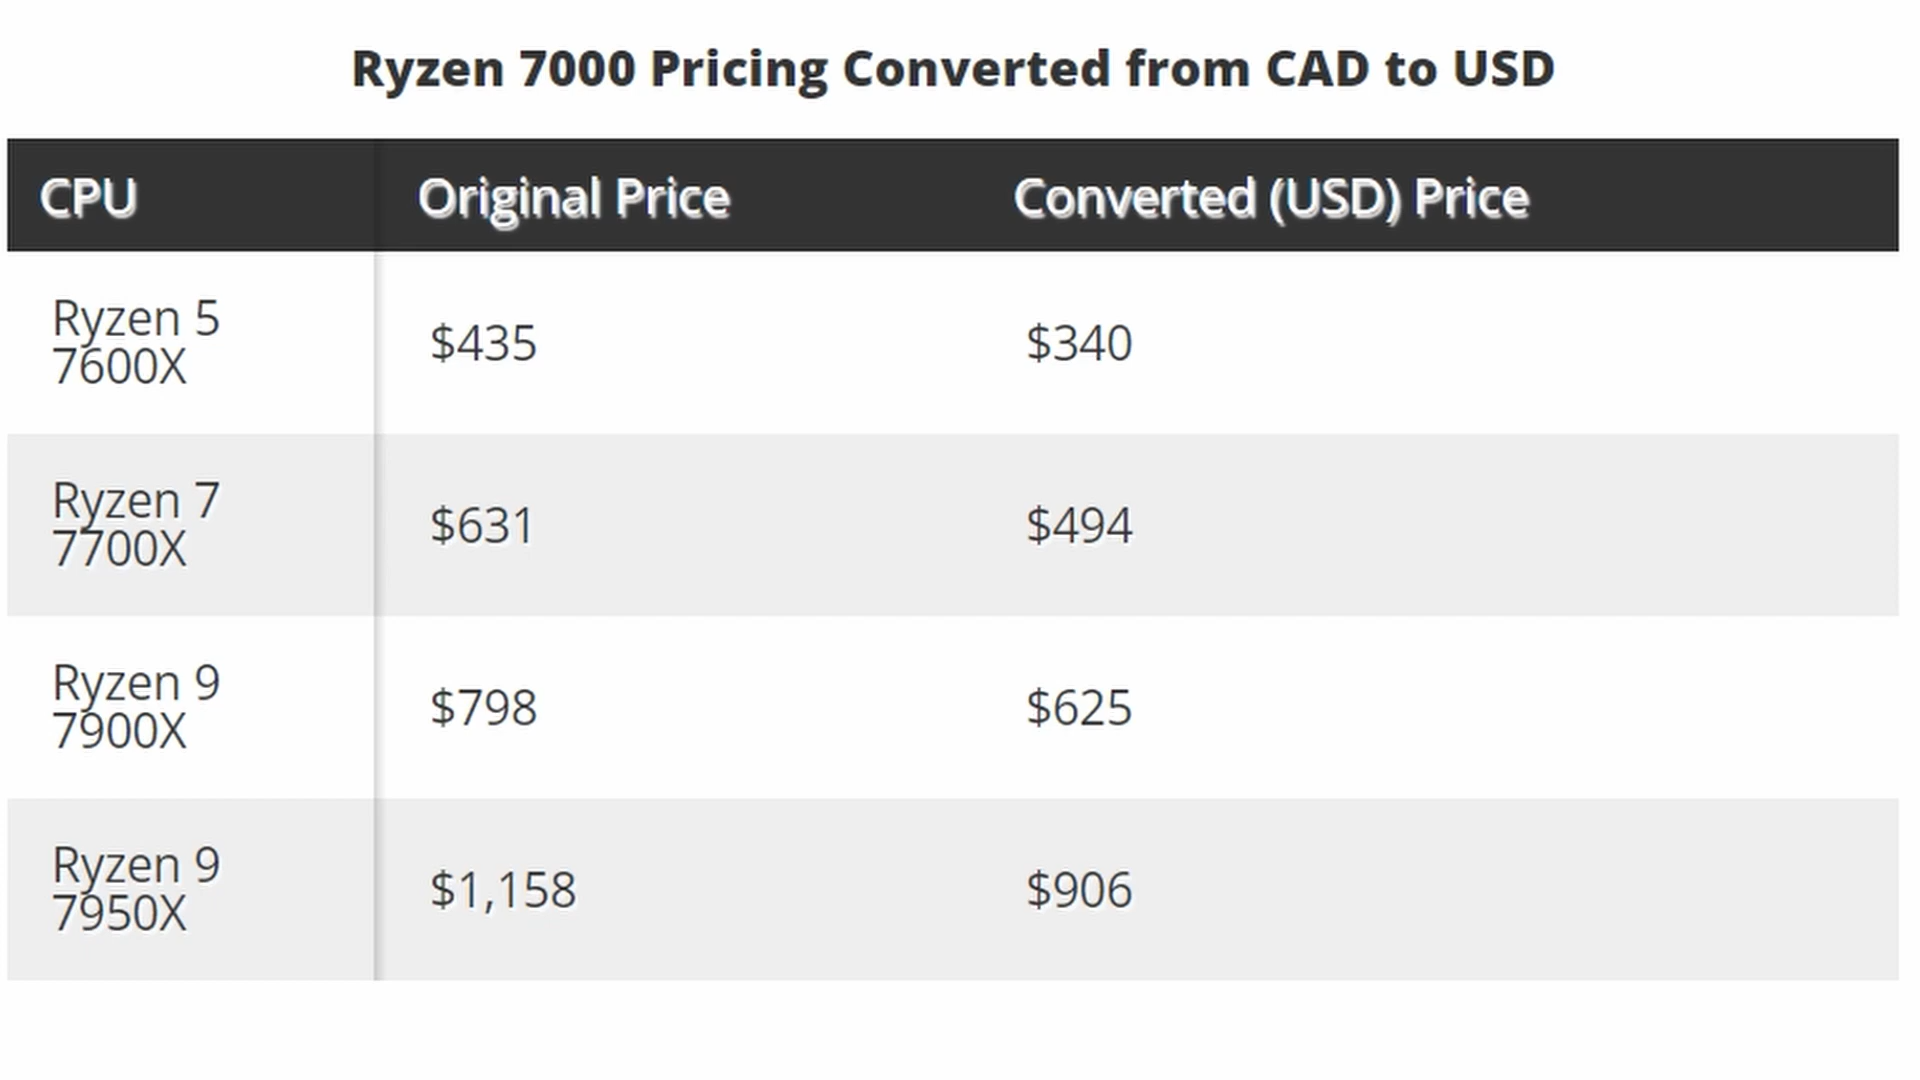 Ryzen 7000 Pricing Converted from CAD to USD
CPU Original Price Converted (USD) Price
Ryzen 5
7600X
$435 $340
Ryzen 7
7700X
$631 $494
Ryzen 9
7900X
$798 $625
Ryzen 9
7950X
$1,158 $906